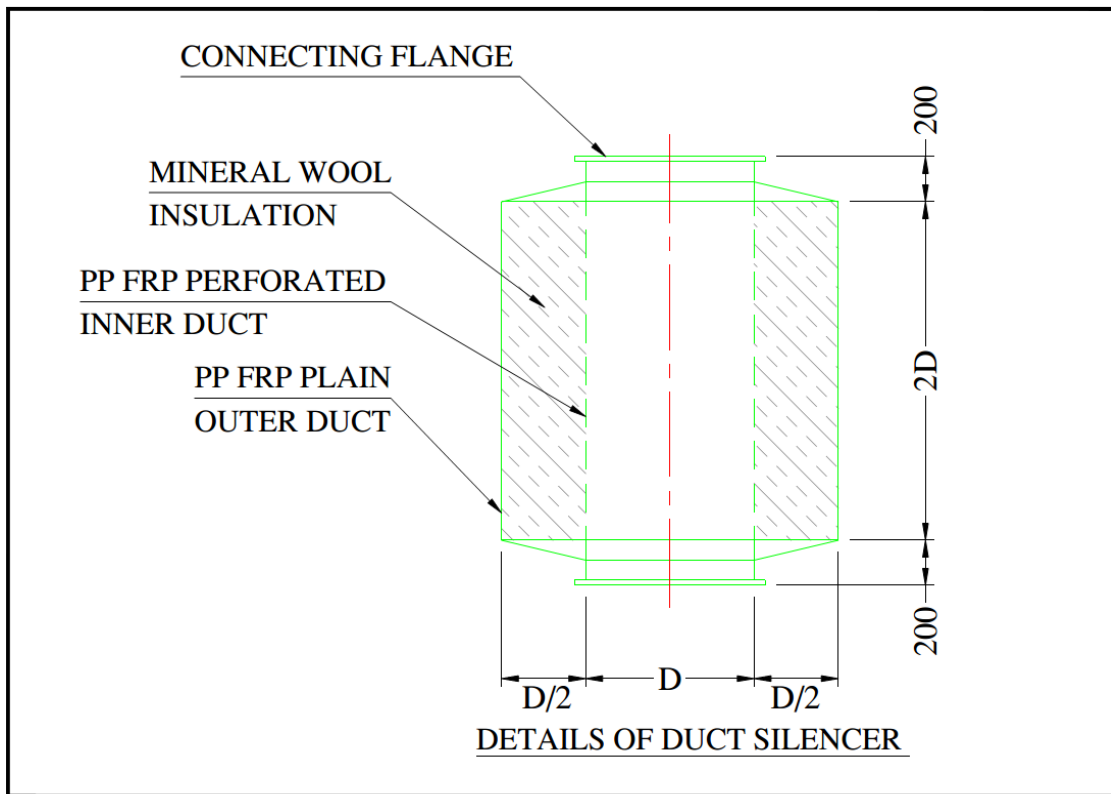 CONNECTING FLANGE
MINERAL WOOL
INSULATION
PP FRP PERFORATED
INNER DUCT
PP FRP PLAIN
OUTER DUCT
200
2D
200
D/2
D
D/2
DETAILS OF DUCT SILENCER